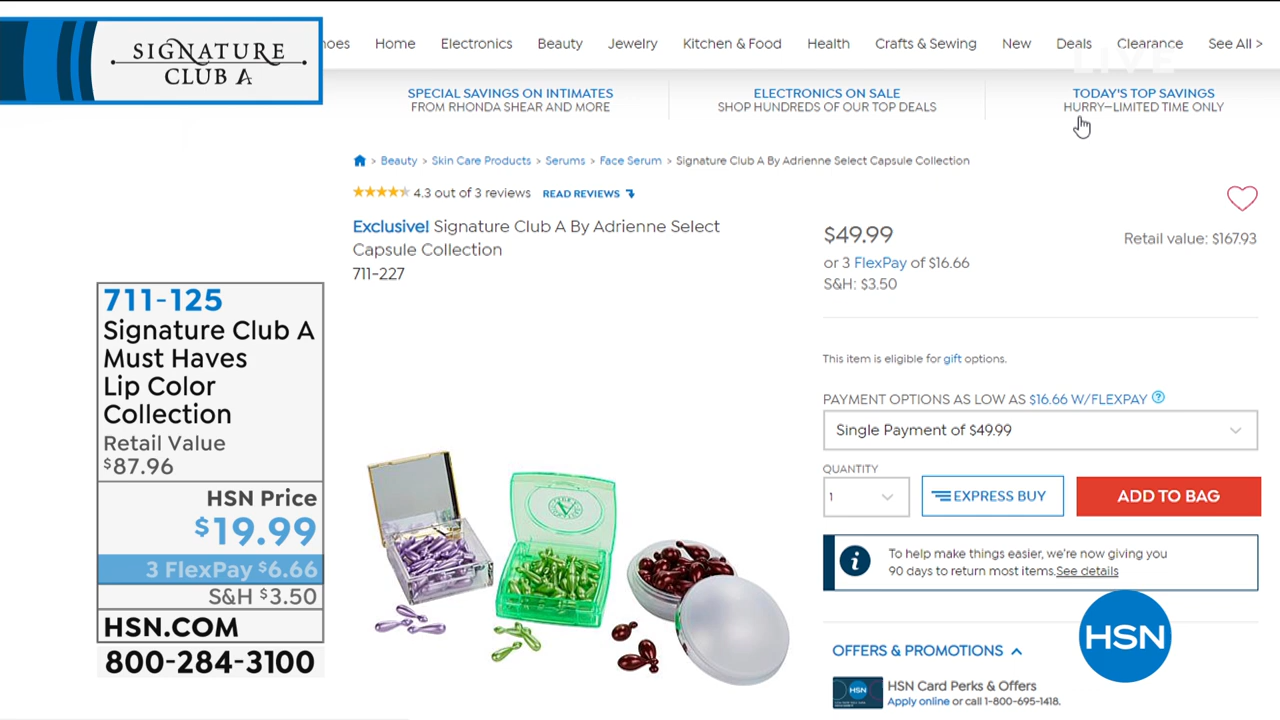 SIGNATURE
CLUB A
hoes Home Electronics Beauty Jewelry Kitchen & Food Health Crafts & Sewing New Deals Clearance See All >
LIVE
SPECIAL SAVINGS ON INTIMATES
FROM RHONDA SHEAR AND MORE
ELECTRONICS ON SALE
SHOP HUNDREDS OF OUR TOP DEALS
TODAY'S TOP SAVINGS
HURRY—LIMITED TIME ONLY
> Beauty > Skin Care Products > Serums > Face Serum > Signature Club A By Adrienne Select Capsule Collection
4.3 out of 3 reviews READ REVIEWS
Exclusive! Signature Club A By Adrienne Select
Capsule Collection
711-227
$49.99
Retail value: $167.93
or 3 FlexPay of $16.66
S&H: $3.50
This item is eligible for gift options.
PAYMENT OPTIONS AS LOW AS $16.66 W/FLEXPAY ?
Single Payment of $49.99
QUANTITY
1
EXPRESS BUY
ADD TO BAG
i
To help make things easier, we're now giving you
90 days to return most items.See details
OFFERS & PROMOTIONS
HSN
HSN Card Perks & Offers
Apply online or call 1-800-695-1418.
HSN
711-125
Signature Club A
Must Haves
Lip Color
Collection
Retail Value
$87.96
HSN Price
$19.99
3 FlexPay $6.66
S&H $3.50
HSN.COM
800-284-3100